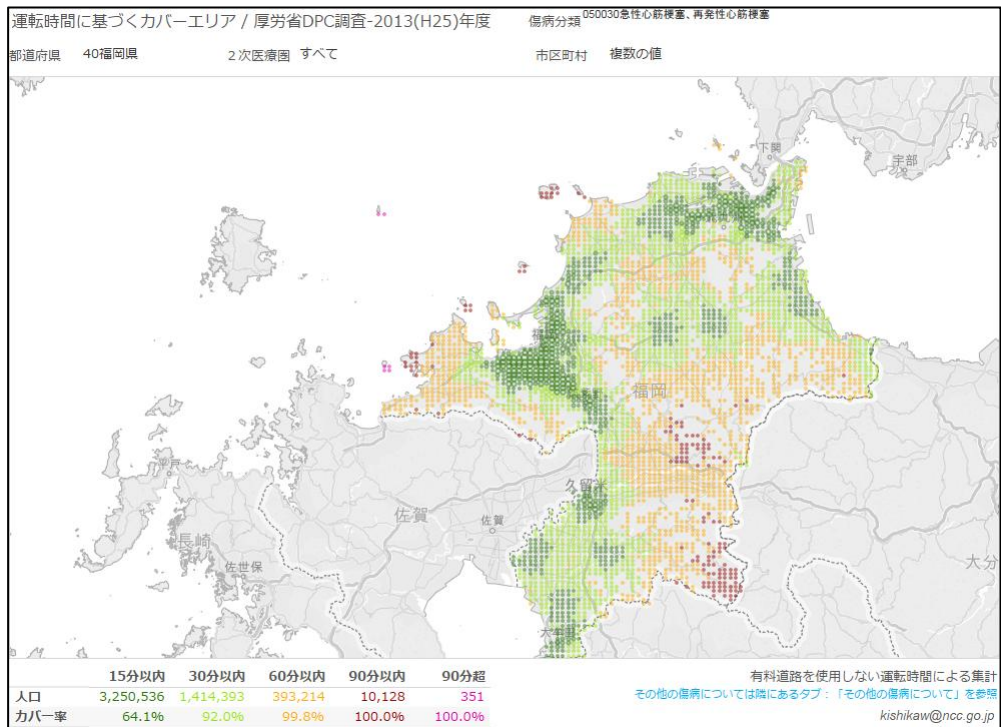 運転時間に基づくカバーエリア / 厚労省DPC調査-2013(H25)年度
傷病分類 050030急性心筋梗塞、再発性心筋梗塞
都道府県 40福岡県 2次医療圏 すべて 市区町村 複数の値
下関
宇部
福岡
久留米
佐賀
佐賀
平戸
長崎
佐世保
大分
15分以内 30分以内 60分以内 90分以内 90分超
人口 3,250,536 1,414,393 393,214 10,128 351
カバー率 64.1% 92.0% 99.8% 100.0% 100.0%
有料道路を使用しない運転時間による集計
その他の傷病については隣にあるタブ：「その他の傷病について」を参照
kishikaw@ncc.go.jp